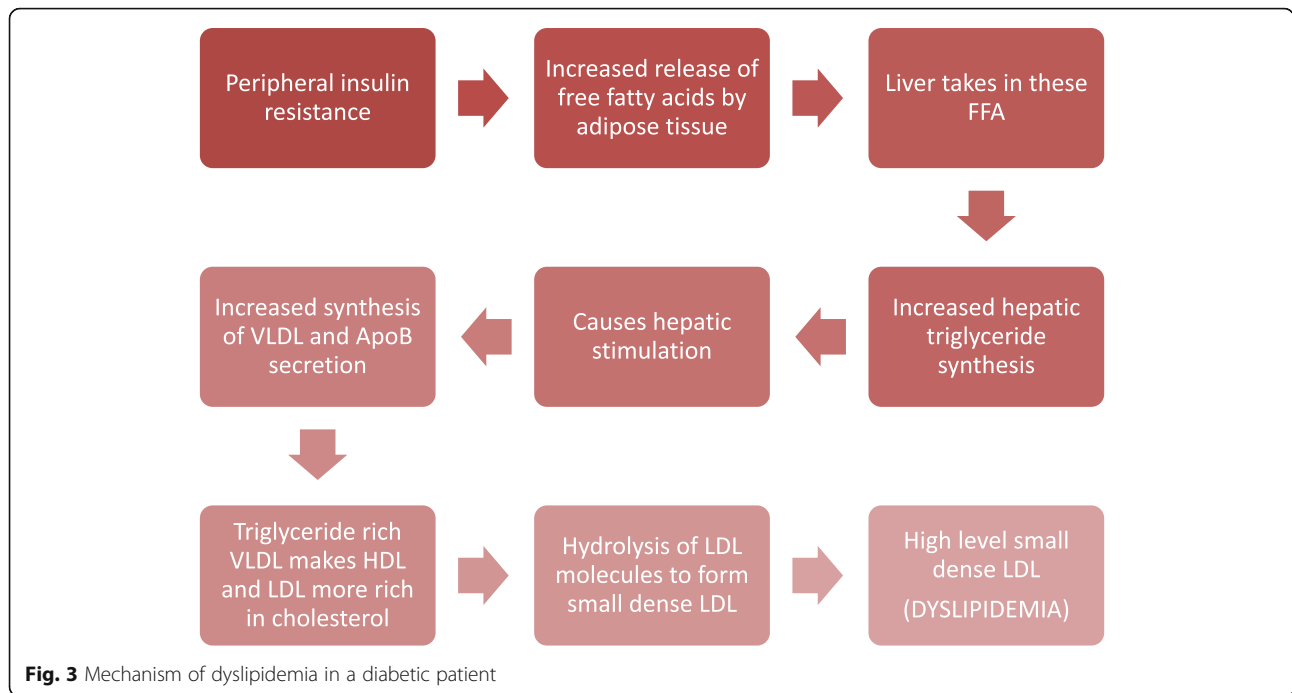 Peripheral insulin
resistance
Increased release of
free fatty acids by
adipose tissue
Liver takes in these
FFA
Increased hepatic
triglyceride
synthesis
Causes hepatic
stimulation
Increased synthesis
of VLDL and ApoB
secretion
Triglyceride rich
VLDL makes HDL
and LDL more rich
in cholesterol
Hydrolysis of LDL
molecules to form
small dense LDL
High level small
dense LDL
(DYSLIPIDEMIA)
Fig. 3 Mechanism of dyslipidemia in a diabetic patient